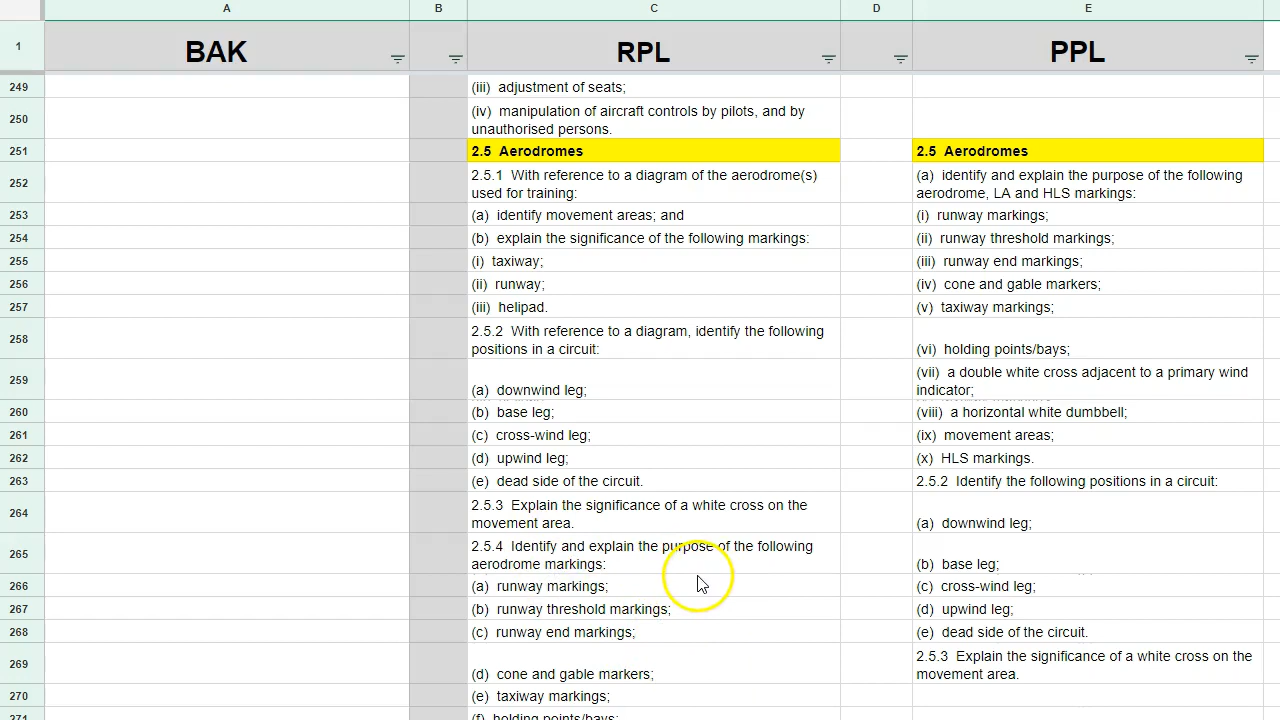 A B C D E
1 BAK RPL PPL
249 (iii) adjustment of seats;
250 (iv) manipulation of aircraft controls by pilots, and by
unauthorised persons.
251 2.5 Aerodromes 2.5 Aerodromes
252 2.5.1 With reference to a diagram of the aerodrome(s) (a) identify and explain the purpose of the following
used for training: aerodrome, LA and HLS markings:
253 (a) identify movement areas; and (i) runway markings;
254 (b) explain the significance of the following markings: (ii) runway threshold markings;
255 (i) taxiway; (iii) runway end markings;
256 (ii) runway; (iv) cone and gable markers;
257 (iii) helipad. (v) taxiway markings;
258 2.5.2 With reference to a diagram, identify the following
positions in a circuit: (vi) holding points/bays;
259 (vii) a double white cross adjacent to a primary wind
(a) downwind leg; indicator;
260 (b) base leg; (viii) a horizontal white dumbbell;
261 (c) cross-wind leg; (ix) movement areas;
262 (d) upwind leg; (x) HLS markings.
263 (e) dead side of the circuit. 2.5.2 Identify the following positions in a circuit:
264 2.5.3 Explain the significance of a white cross on the
movement area. (a) downwind leg;
265 2.5.4 Identify and explain the purpose of the following
aerodrome markings: (b) base leg;
266 (a) runway markings; (c) cross-wind leg;
267 (b) runway threshold markings; (d) upwind leg;
268 (c) runway end markings; (e) dead side of the circuit.
269 2.5.3 Explain the significance of a white cross on the
(d) cone and gable markers; movement area.
270 (e) taxiway markings;
271 (f) holding points/bays;